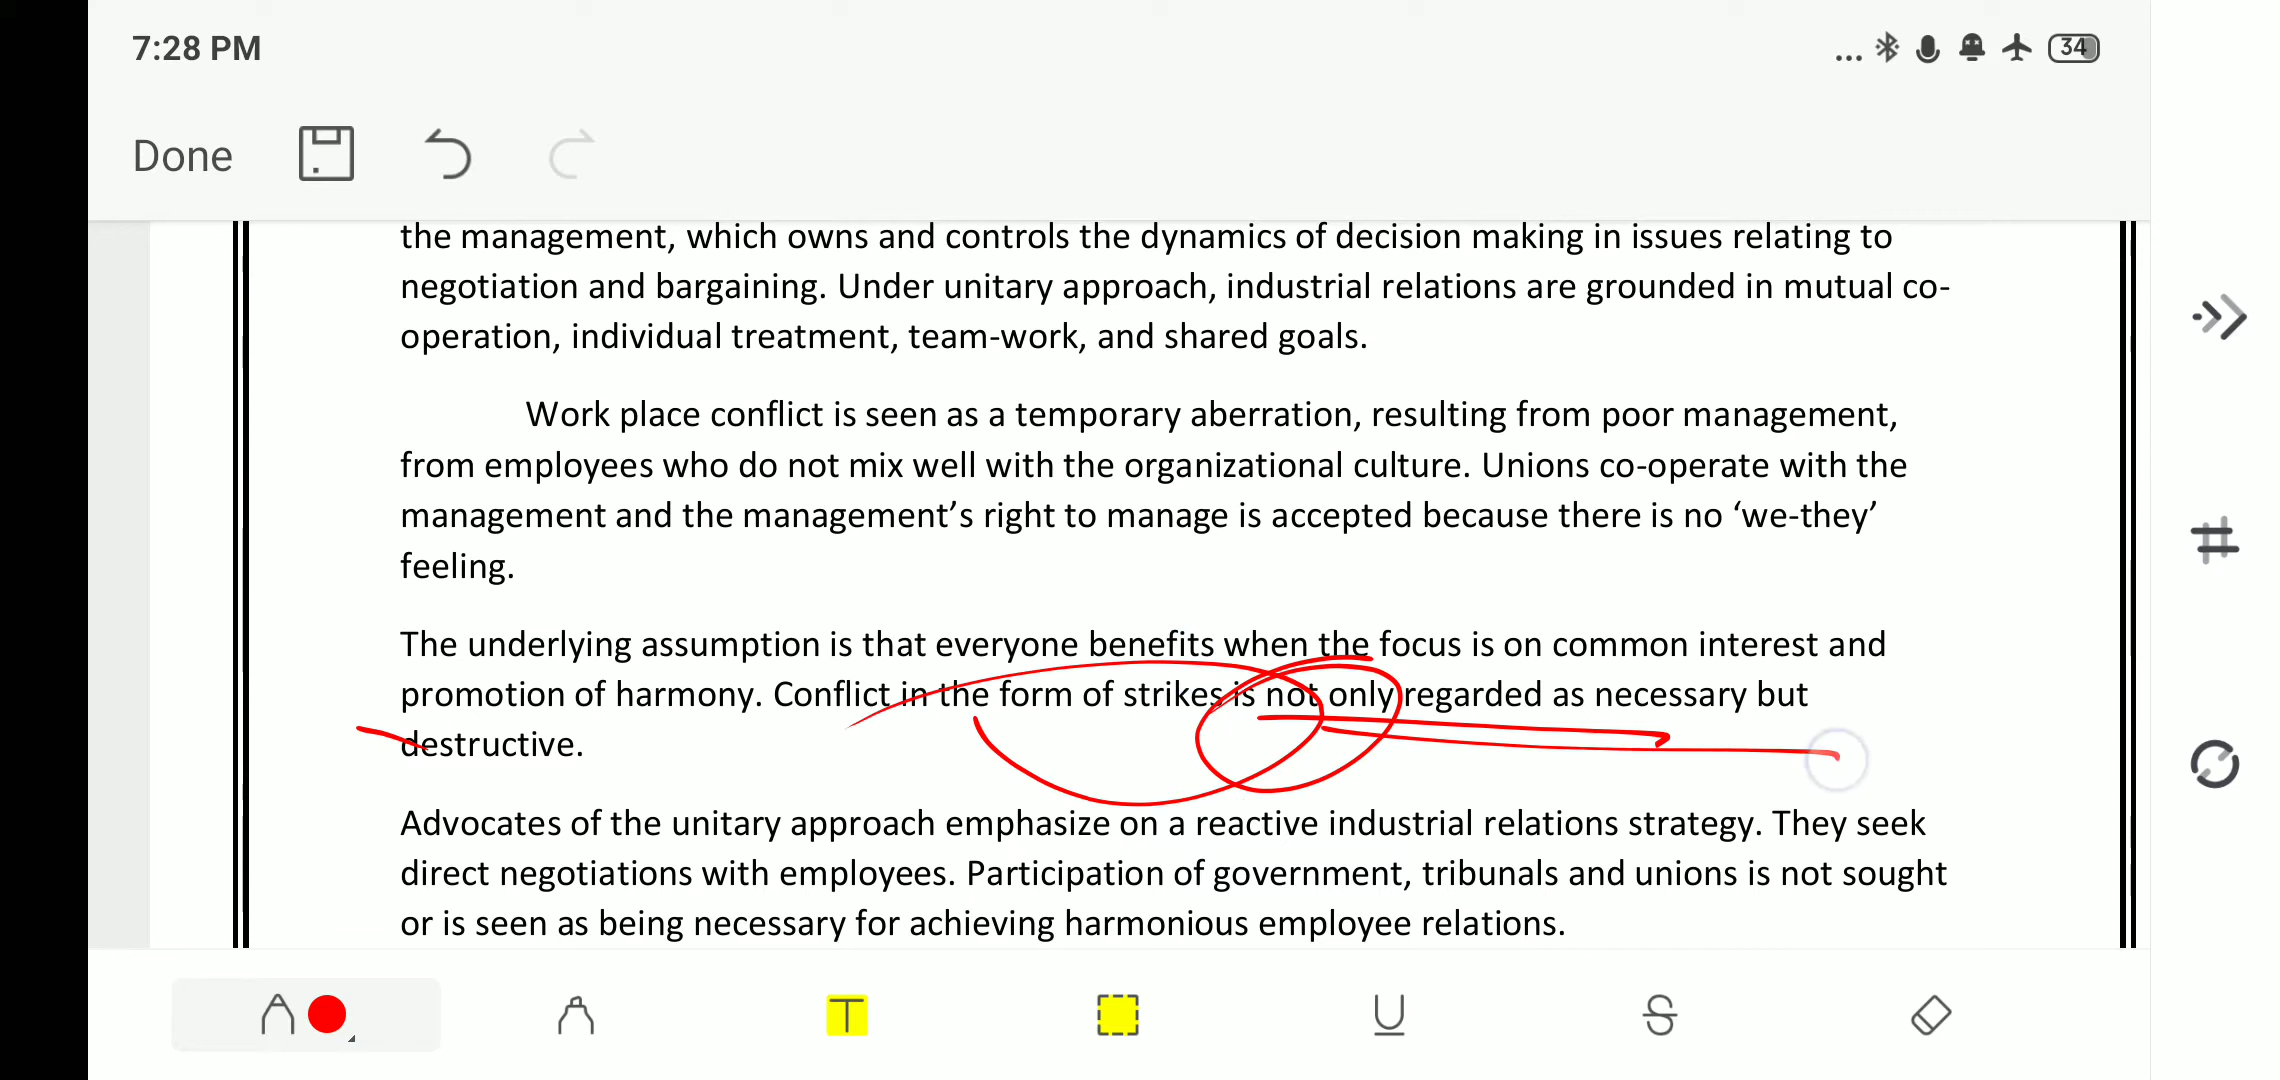 7:28 PM
... 34
Done
the management, which owns and controls the dynamics of decision making in issues relating to
negotiation and bargaining. Under unitary approach, industrial relations are grounded in mutual co-
operation, individual treatment, team-work, and shared goals.
Work place conflict is seen as a temporary aberration, resulting from poor management,
from employees who do not mix well with the organizational culture. Unions co-operate with the
management and the management’s right to manage is accepted because there is no ‘we-they’
feeling.
The underlying assumption is that everyone benefits when the focus is on common interest and
promotion of harmony. Conflict in the form of strikes is not only regarded as necessary but
destructive.
Advocates of the unitary approach emphasize on a reactive industrial relations strategy. They seek
direct negotiations with employees. Participation of government, tribunals and unions is not sought
or is seen as being necessary for achieving harmonious employee relations.
T U S